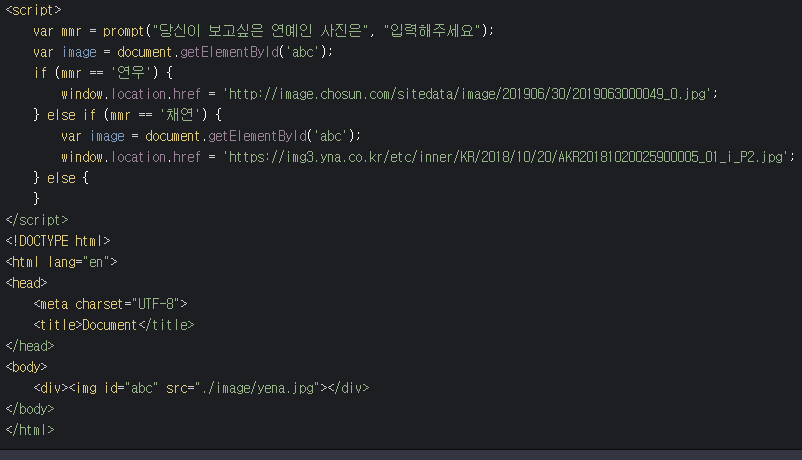 <script>
var mmr = prompt("당신이 보고싶은 연예인 사진은", "입력해주세요");
var image = document.getElementById('abc');
if (mmr == '연우') {
window.location.href = 'http://image.chosun.com/sitedata/image/201906/30/2019063000049_0.jpg';
} else if (mmr == '채연') {
var image = document.getElementById('abc');
window.location.href = 'https://img3.yna.co.kr/etc/inner/KR/2018/10/20/AKR20181020025900005_01_i_P2.jpg';
} else {
}
</script>
<!DOCTYPE html>
<html lang="en">
<head>
<meta charset="UTF-8">
<title>Document</title>
</head>
<body>
<div><img id="abc" src="./image/yena.jpg"></div>
</body>
</html>